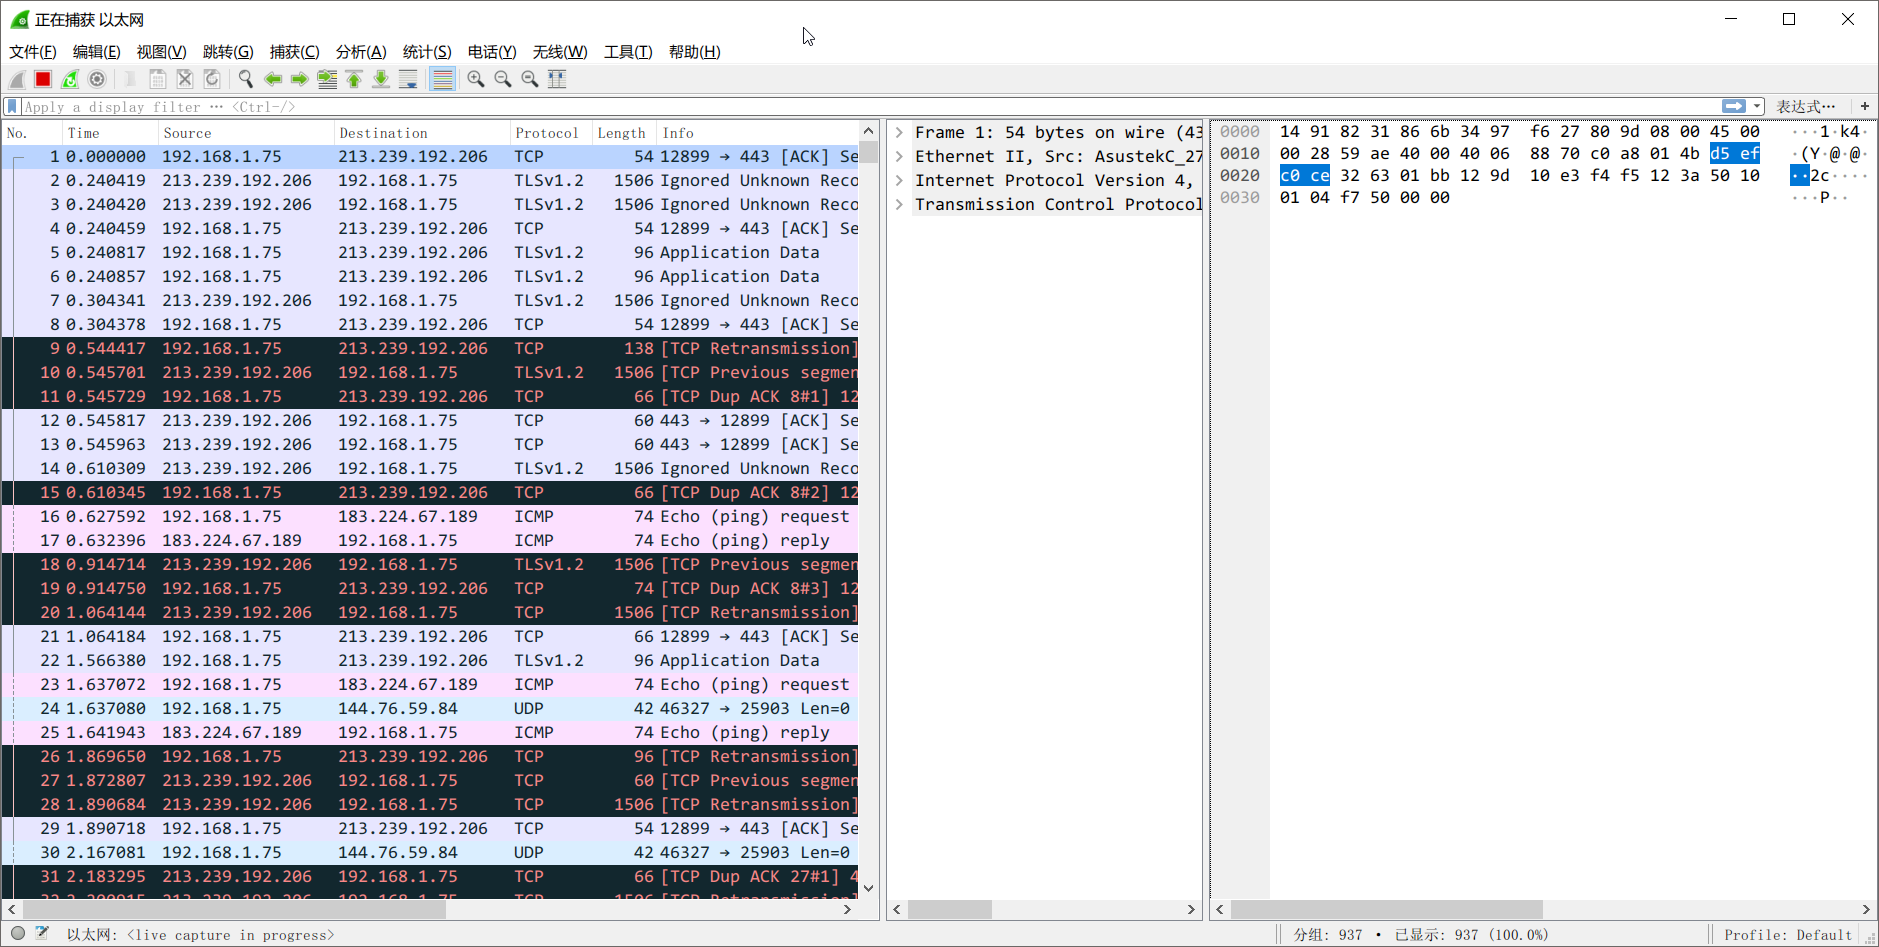 正在捕获 以太网
文件(F) 编辑(E) 视图(V) 跳转(G) 捕获(C) 分析(A) 统计(S) 电话(Y) 无线(W) 工具(T) 帮助(H)
Apply a display filter … <Ctrl-/> 表达式… +
No. Time Source Destination Protocol Length Info
1 0.000000 192.168.1.75 213.239.192.206 TCP 54 12899 → 443 [ACK] Se
2 0.240419 213.239.192.206 192.168.1.75 TLSv1.2 1506 Ignored Unknown Reco
3 0.240420 213.239.192.206 192.168.1.75 TLSv1.2 1506 Ignored Unknown Reco
4 0.240459 192.168.1.75 213.239.192.206 TCP 54 12899 → 443 [ACK] Se
5 0.240817 192.168.1.75 213.239.192.206 TLSv1.2 96 Application Data
6 0.240857 192.168.1.75 213.239.192.206 TLSv1.2 96 Application Data
7 0.304341 213.239.192.206 192.168.1.75 TLSv1.2 1506 Ignored Unknown Reco
8 0.304378 192.168.1.75 213.239.192.206 TCP 54 12899 → 443 [ACK] Se
9 0.544417 192.168.1.75 213.239.192.206 TCP 138 [TCP Retransmission]
10 0.545701 213.239.192.206 192.168.1.75 TLSv1.2 1506 [TCP Previous segmen
11 0.545729 192.168.1.75 213.239.192.206 TCP 66 [TCP Dup ACK 8#1] 12
12 0.545817 213.239.192.206 192.168.1.75 TCP 60 443 → 12899 [ACK] Se
13 0.545963 213.239.192.206 192.168.1.75 TCP 60 443 → 12899 [ACK] Se
14 0.610309 213.239.192.206 192.168.1.75 TLSv1.2 1506 Ignored Unknown Reco
15 0.610345 192.168.1.75 213.239.192.206 TCP 66 [TCP Dup ACK 8#2] 12
16 0.627592 192.168.1.75 183.224.67.189 ICMP 74 Echo (ping) request
17 0.632396 183.224.67.189 192.168.1.75 ICMP 74 Echo (ping) reply
18 0.914714 213.239.192.206 192.168.1.75 TLSv1.2 1506 [TCP Previous segmen
19 0.914750 192.168.1.75 213.239.192.206 TCP 74 [TCP Dup ACK 8#3] 12
20 1.064144 213.239.192.206 192.168.1.75 TCP 1506 [TCP Retransmission]
21 1.064184 192.168.1.75 213.239.192.206 TCP 66 12899 → 443 [ACK] Se
22 1.566380 192.168.1.75 213.239.192.206 TLSv1.2 96 Application Data
23 1.637072 192.168.1.75 183.224.67.189 ICMP 74 Echo (ping) request
24 1.637080 192.168.1.75 144.76.59.84 UDP 42 46327 → 25903 Len=0
25 1.641943 183.224.67.189 192.168.1.75 ICMP 74 Echo (ping) reply
26 1.869650 192.168.1.75 213.239.192.206 TCP 96 [TCP Retransmission]
27 1.872807 213.239.192.206 192.168.1.75 TCP 60 [TCP Previous segmen
28 1.890684 213.239.192.206 192.168.1.75 TCP 1506 [TCP Retransmission]
29 1.890718 192.168.1.75 213.239.192.206 TCP 54 12899 → 443 [ACK] Se
30 2.167081 192.168.1.75 144.76.59.84 UDP 42 46327 → 25903 Len=0
31 2.183295 213.239.192.206 192.168.1.75 TCP 66 [TCP Dup ACK 27#1] 4
Frame 1: 54 bytes on wire (43
Ethernet II, Src: AsustekC_27
Internet Protocol Version 4,
Transmission Control Protocol
0000 14 91 82 31 86 6b 34 97 f6 27 80 9d 08 00 45 00 ···1·k4·
0010 00 28 59 ae 40 00 40 06 88 70 c0 a8 01 4b d5 ef ·(Y·@·@·
0020 c0 ce 32 63 01 bb 12 9d 10 e3 f4 f5 12 3a 50 10 ··2c····
0030 01 04 f7 50 00 00 ···P··
以太网: <live capture in progress> 分组: 937 · 已显示: 937 (100.0%) Profile: Default